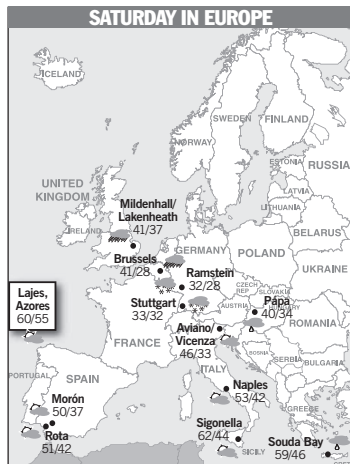 SATURDAY IN EUROPE
ICELAND
SWEDEN
FINLAND
NORWAY
ESTONIA
RUSSIA
LATVIA
LITHUANIA
UNITED
KINGDOM
Mildenhall/
Lakenheath
41/37
IRELAND
BELARUS
Brussels
41/28
GERMANY
POLAND
Ramstein
32/28
UKRAINE
Lajes,
Azores
60/55
Stuttgart
33/32
CZECH
REP.
SLOVAKIA
AUSTRIA
HUNGARY
Pápa
40/34
Aviano/
Vicenza
46/33
ROMANIA
FRANCE
BOSNIA
SERBIA
BULGARIA
ITALY
PORTUGAL
SPAIN
Morón
50/37
Naples
53/42
GREECE
Rota
51/42
Sigonella
62/44
SICILY
Souda Bay
59/46